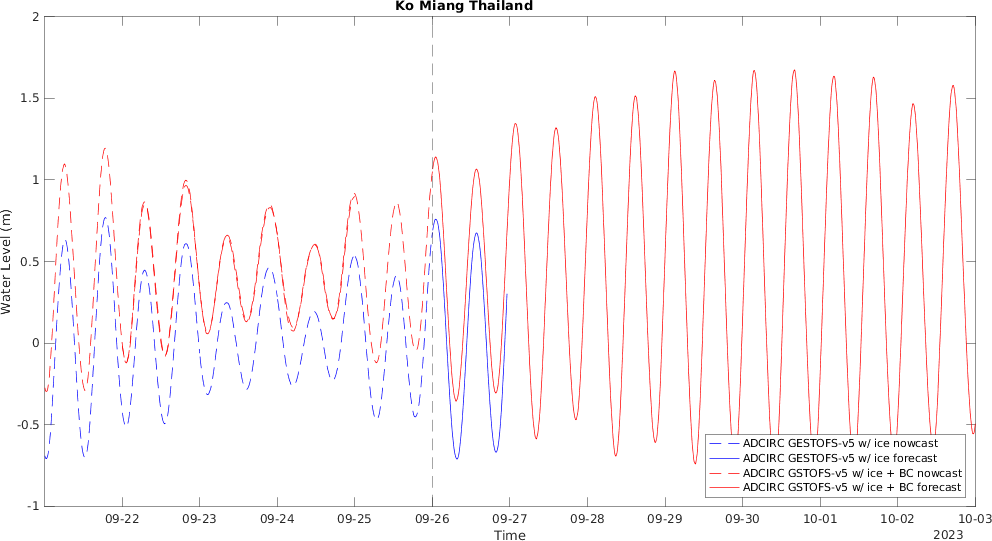 Ko Miang Thailand
2
1.5
1
0.5
0
-0.5
-1
Water Level (m)
09-22 09-23 09-24 09-25 09-26 09-27 09-28 09-29 09-30 10-01 10-02 10-03
Time
2023
ADCIRC GESTOFS-v5 w/ ice nowcast
ADCIRC GESTOFS-v5 w/ ice forecast
ADCIRC GSTOFS-v5 w/ ice + BC nowcast
ADCIRC GSTOFS-v5 w/ ice + BC forecast